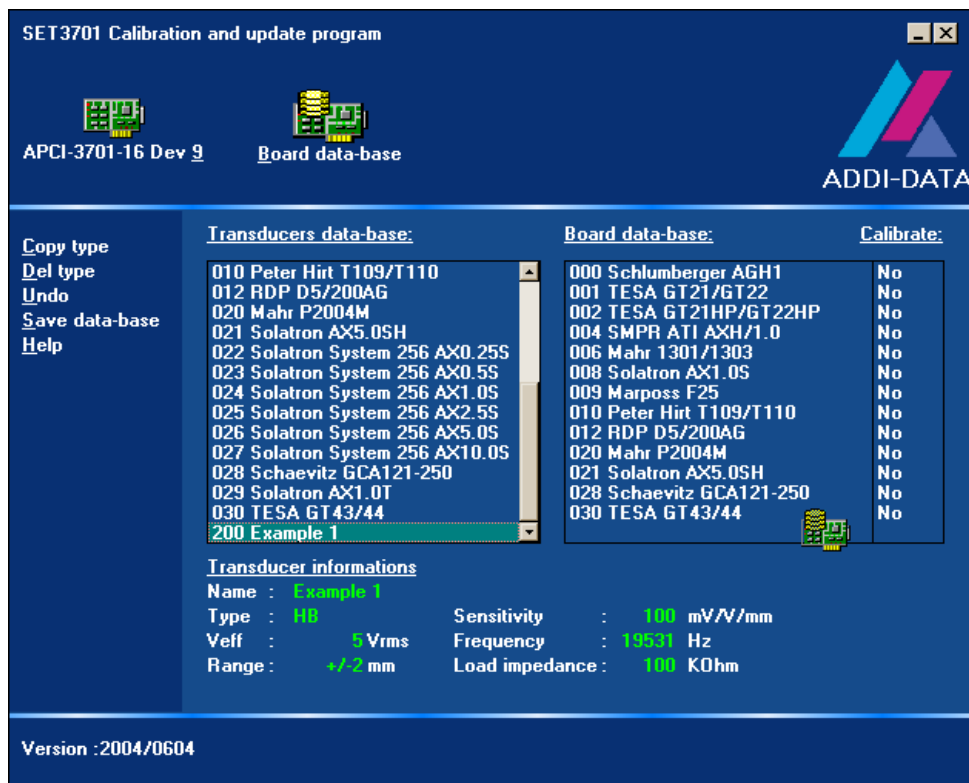 SET3701 Calibration and update program
APCI-3701-16 Dev 9
Board data-base
ADDI-DATA
Copy type
Del type
Undo
Save data-base
Help
Transducers data-base:
010 Peter Hirt T109/T110
012 RDP D5/200AG
020 Mahr P2004M
021 Solatron AX5.0SH
022 Solatron System 256 AX0.25S
023 Solatron System 256 AX0.5S
024 Solatron System 256 AX1.0S
025 Solatron System 256 AX2.5S
026 Solatron System 256 AX5.0S
027 Solatron System 256 AX10.0S
028 Schaevitz GCA121-250
029 Solatron AX1.0T
030 TESA GT43/44
200 Example 1
Board data-base: Calibrate:
000 Schlumberger AGH1 No
001 TESA GT21/GT22 No
002 TESA GT21HP/GT22HP No
004 SMPR ATI AXH/1.0 No
006 Mahr 1301/1303 No
008 Solatron AX1.0S No
009 Marposs F25 No
010 Peter Hirt T109/T110 No
012 RDP D5/200AG No
020 Mahr P2004M No
021 Solatron AX5.0SH No
028 Schaevitz GCA121-250 No
030 TESA GT43/44 No
Transducer informations
Name : Example 1
Type : HB Sensitivity : 100 mV/V/mm
Veff : 5 Vrms Frequency : 19531 Hz
Range : +/-2 mm Load impedance : 100 KOhm
Version :2004/0604